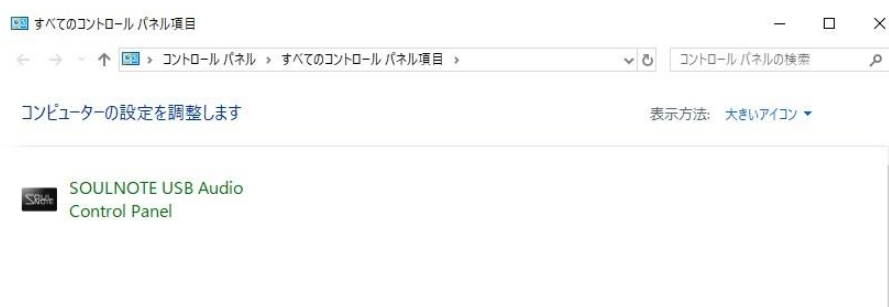 すべてのコントロール パネル項目
コントロール パネル › すべてのコントロール パネル項目 ›
コントロール パネルの検索
コンピューターの設定を調整します
表示方法: 大きいアイコン
SOULNOTE USB Audio
Control Panel